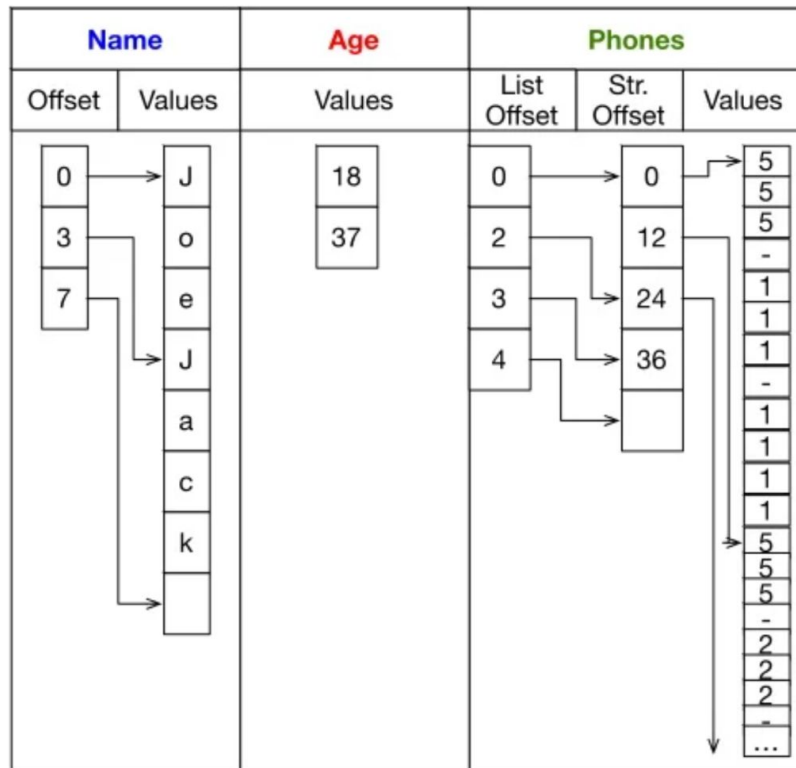 Name Age Phones
Offset Values Values List Offset Str. Offset Values
0 J 18 0 0 5
5
3 o 37 2 12 5
-
7 e 3 24 1
1
J 4 36 1
-
a 1
1
c 1
1
k 5
5
5
-
2
2
2
-
...